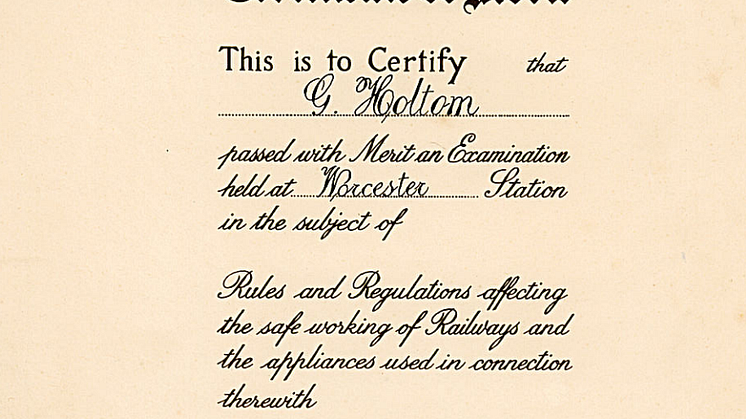 This is to Certify that
G. Holtom
passed with Merit an Examination
held at Worcester Station
in the subject of
Rules and Regulations affecting
the safe working of Railways and
the appliances used in connection
therewith